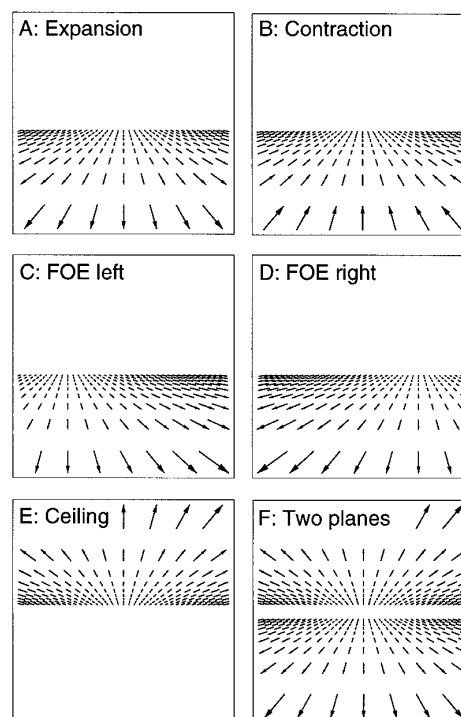 A: Expansion
B: Contraction
C: FOE left
D: FOE right
E: Ceiling
F: Two planes